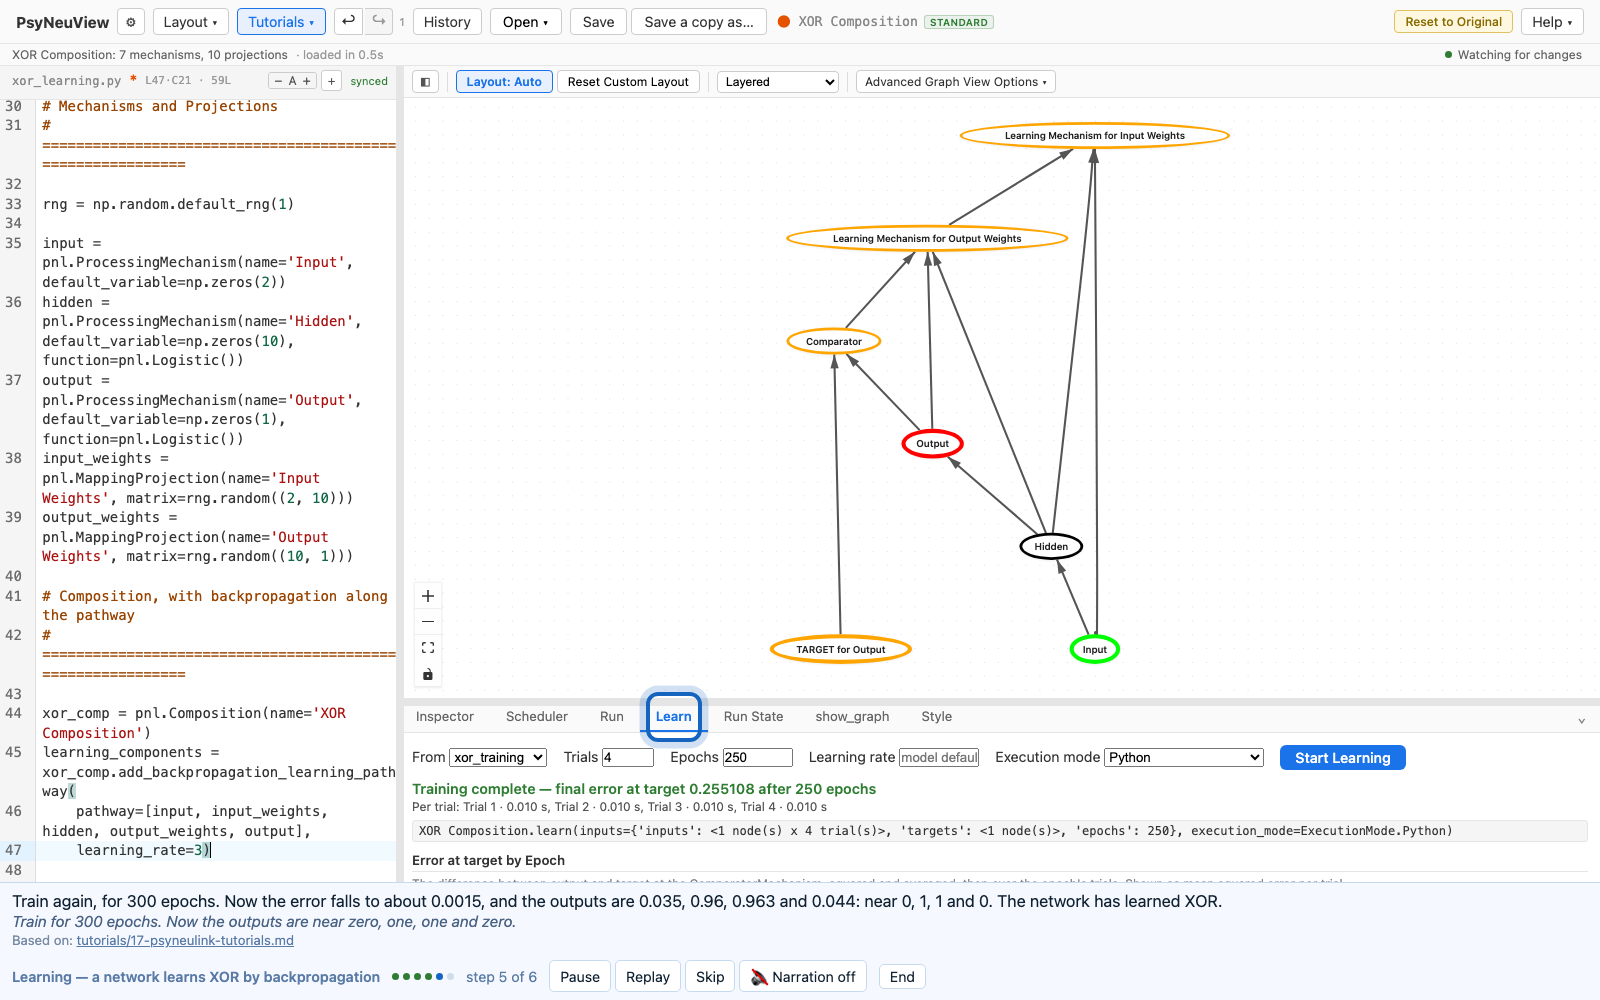 PsyNeuView
Layout ▾
Tutorials ▾
1
History
Open ▾
Save
Save a copy as...
XOR Composition
STANDARD
Reset to Original
Help ▾
XOR Composition: 7 mechanisms, 10 projections · loaded in 0.5s
Watching for changes
xor_learning.py * L47·C21 · 59L
− A +
+
synced
Layout: Auto
Reset Custom Layout
Layered
Advanced Graph View Options ▾
30 # Mechanisms and Projections
31 #
==========================================
=================
32
33 rng = np.random.default_rng(1)
34
35 input =
pnl.ProcessingMechanism(name='Input',
default_variable=np.zeros(2))
36 hidden =
pnl.ProcessingMechanism(name='Hidden',
default_variable=np.zeros(10),
function=pnl.Logistic())
37 output =
pnl.ProcessingMechanism(name='Output',
default_variable=np.zeros(1),
function=pnl.Logistic())
38 input_weights =
pnl.MappingProjection(name='Input
Weights', matrix=rng.random((2, 10)))
39 output_weights =
pnl.MappingProjection(name='Output
Weights', matrix=rng.random((10, 1)))
40
41 # Composition, with backpropagation along
the pathway
42 #
==========================================
=================
43
44 xor_comp = pnl.Composition(name='XOR
Composition')
45 learning_components =
xor_comp.add_backpropagation_learning_path
way(
46 pathway=[input, input_weights,
hidden, output_weights, output],
47 learning_rate=3)
48
Learning Mechanism for Input Weights
Learning Mechanism for Output Weights
Comparator
Output
Hidden
TARGET for Output
Input
Inspector
Scheduler
Run
Learn
Run State
show_graph
Style
From xor_training
Trials 4
Epochs 250
Learning rate model defaul
Execution mode Python
Start Learning
Training complete — final error at target 0.255108 after 250 epochs
Per trial: Trial 1 · 0.010 s, Trial 2 · 0.010 s, Trial 3 · 0.010 s, Trial 4 · 0.010 s
XOR Composition.learn(inputs={'inputs': <1 node(s) x 4 trial(s)>, 'targets': <1 node(s)>, 'epochs': 250}, execution_mode=ExecutionMode.Python)
Error at target by Epoch
Train again, for 300 epochs. Now the error falls to about 0.0015, and the outputs are 0.035, 0.96, 0.963 and 0.044: near 0, 1, 1 and 0. The network has learned XOR.
Train for 300 epochs. Now the outputs are near zero, one, one and zero.
Based on: tutorials/17-psyneulink-tutorials.md
Learning — a network learns XOR by backpropagation
step 5 of 6
Pause
Replay
Skip
Narration off
End